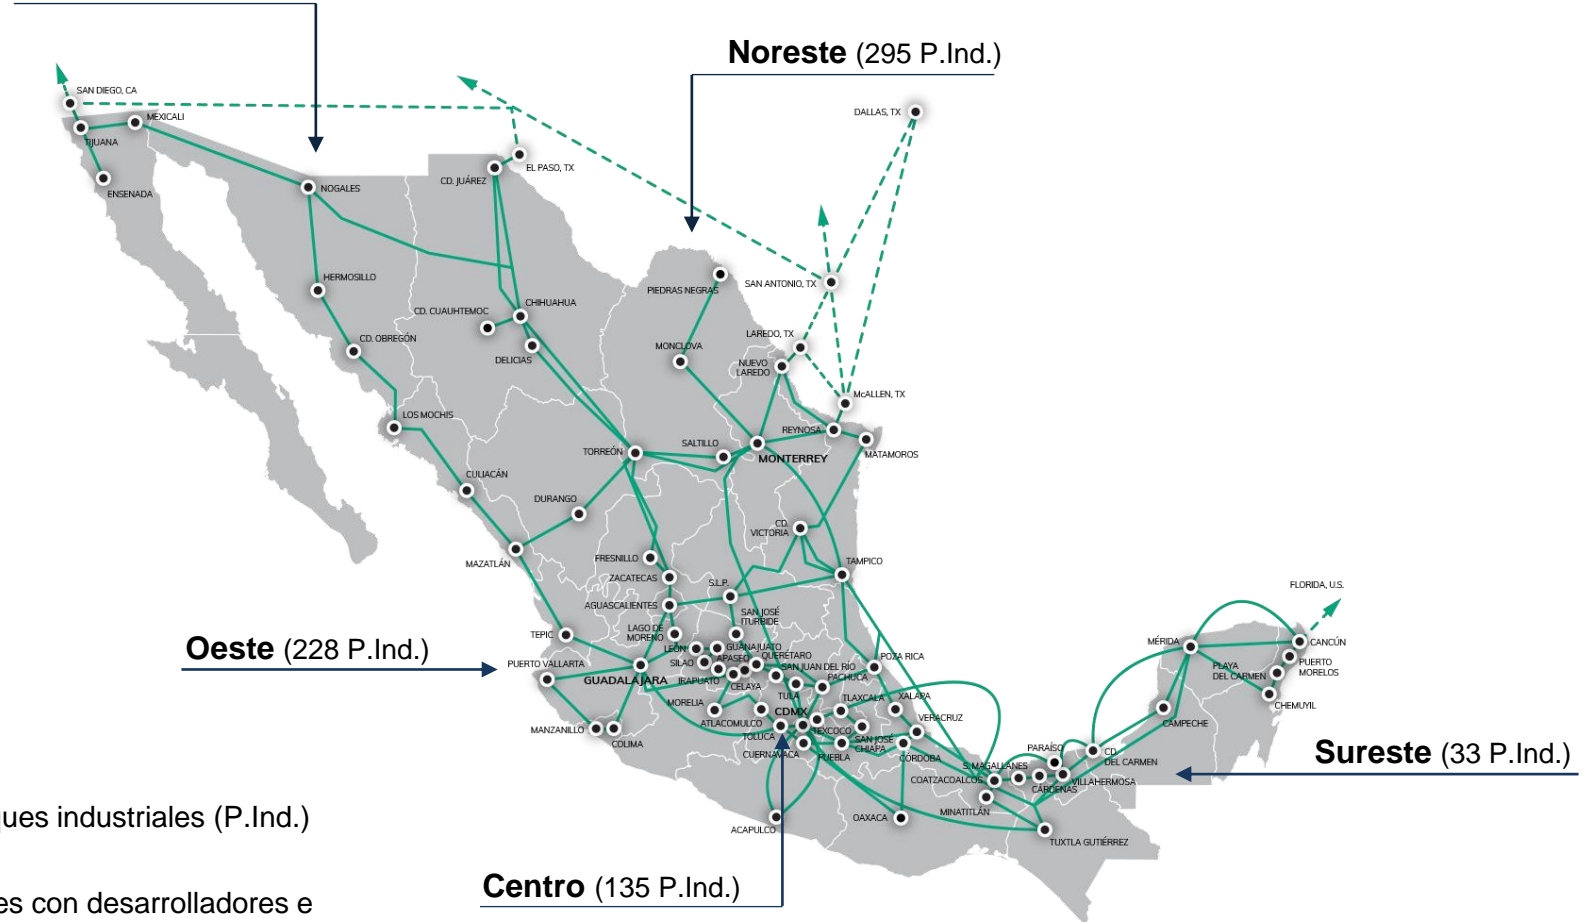 Noreste (295 P.Ind.)
SAN DIEGO, CA
MEXICALI
TIJUANA
ENSENADA
NOGALES
CD. JUÁREZ
EL PASO, TX
DALLAS, TX
HERMOSILLO
CD. OBREGÓN
CD. CUAUHTEMOC
CHIHUAHUA
DELICIAS
PIEDRAS NEGRAS
SAN ANTONIO, TX
MONCLOVA
LAREDO, TX
NUEVO
LAREDO
McALLEN, TX
LOS MOCHIS
REYNOSA
MATAMOROS
SALTILLO
MONTERREY
TORREÓN
CULIACÁN
DURANGO
CD.
VICTORIA
MAZATLÁN
FRESNILLO
ZACATECAS
TAMPICO
S.L.P.
AGUASCALIENTES
SAN JOSÉ
ITURBIDE
LAGO DE
MORENO
TEPIC
FLORIDA, U.S.
Oeste (228 P.Ind.)
PUERTO VALLARTA
GUADALAJARA
LEÓN
GUANAJUATO
SILAO
APASEO
QUERÉTARO
IRAPUATO
CELAYA
SAN JUAN DEL RIO
TULA
PACHUCA
POZA RICA
MORELIA
ATLACOMULCO
CDMX
TLAXCALA
XALAPA
TOLUCA
TEXCOCO
VERACRUZ
MANZANILLO
COLIMA
CUERNAVACA
PUEBLA
SAN JOSÉ
CHIAPA
CÓRDOBA
MÉRIDA
CANCÚN
PLAYA
DEL CARMEN
PUERTO
MORELOS
CHEMUYIL
CAMPECHE
PARAÍSO
CD.
DEL CARMEN
S. MAGALLANES
COATZACOALCOS
CÁRDENAS
VILLAHERMOSA
MINATITLÁN
TUXTLA GUTIÉRREZ
Sureste (33 P.Ind.)
ACAPULCO
OAXACA
ques industriales (P.Ind.)
Centro (135 P.Ind.)
es con desarrolladores e